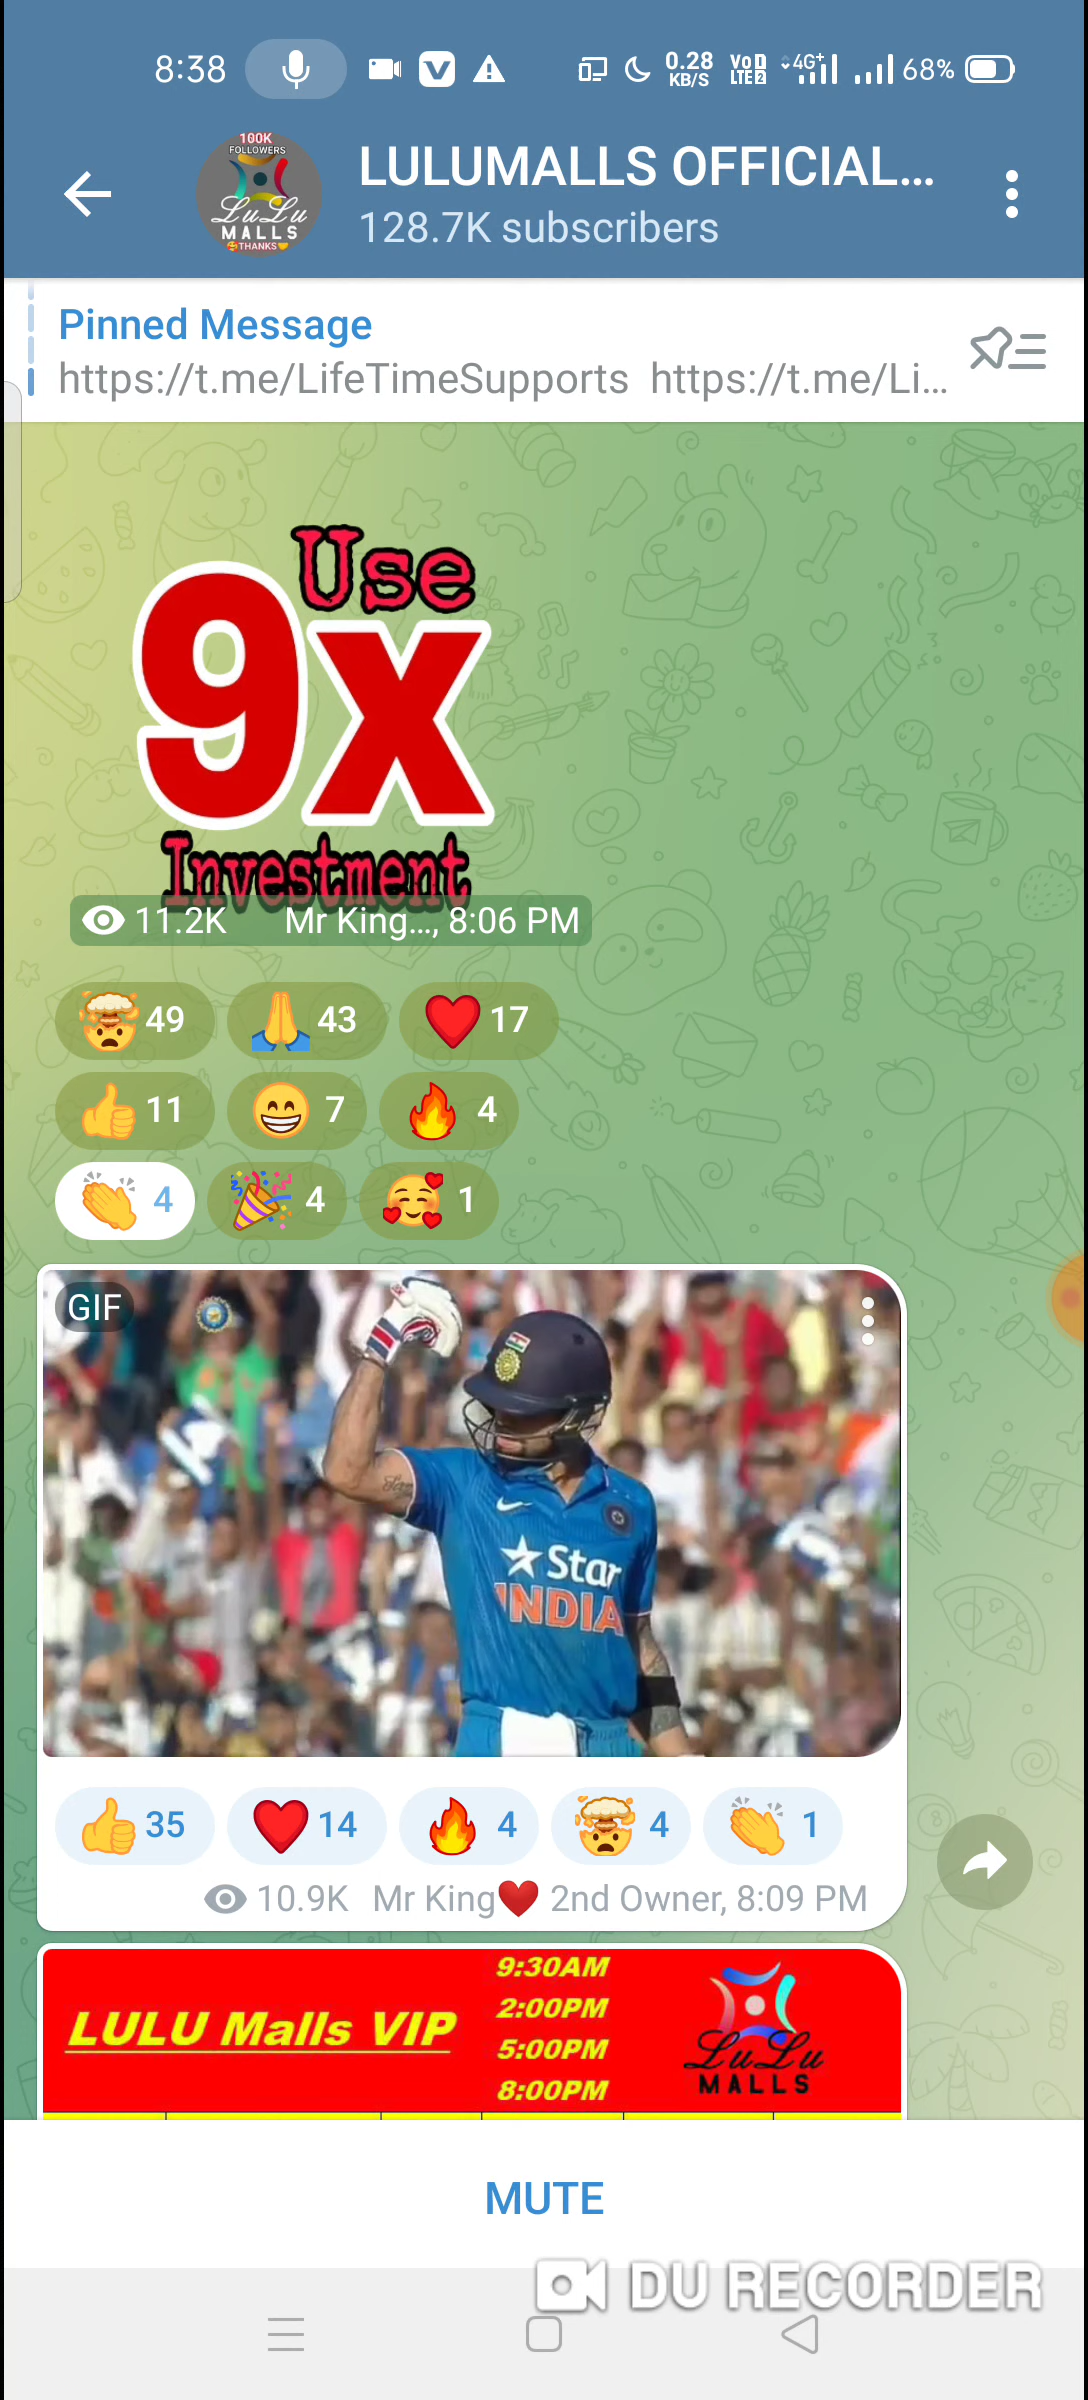 8:38
0.28 KB/S
VoD LTE 2
4G+
68%
100K
FOLLOWERS
LuLu
MALLS
THANKS
LULUMALLS OFFICIAL...
128.7K subscribers
Pinned Message
https://t.me/LifeTimeSupports https://t.me/Li...
Use
9x
Investment
11.2K Mr King..., 8:06 PM
49 43 17
11 7 4
4 4 1
GIF
Star
INDIA
35 14 4 4 1
10.9K Mr King❤️ 2nd Owner, 8:09 PM
LULU Malls VIP
9:30AM
2:00PM
5:00PM
8:00PM
LuLu
MALLS
MUTE
DU RECORDER